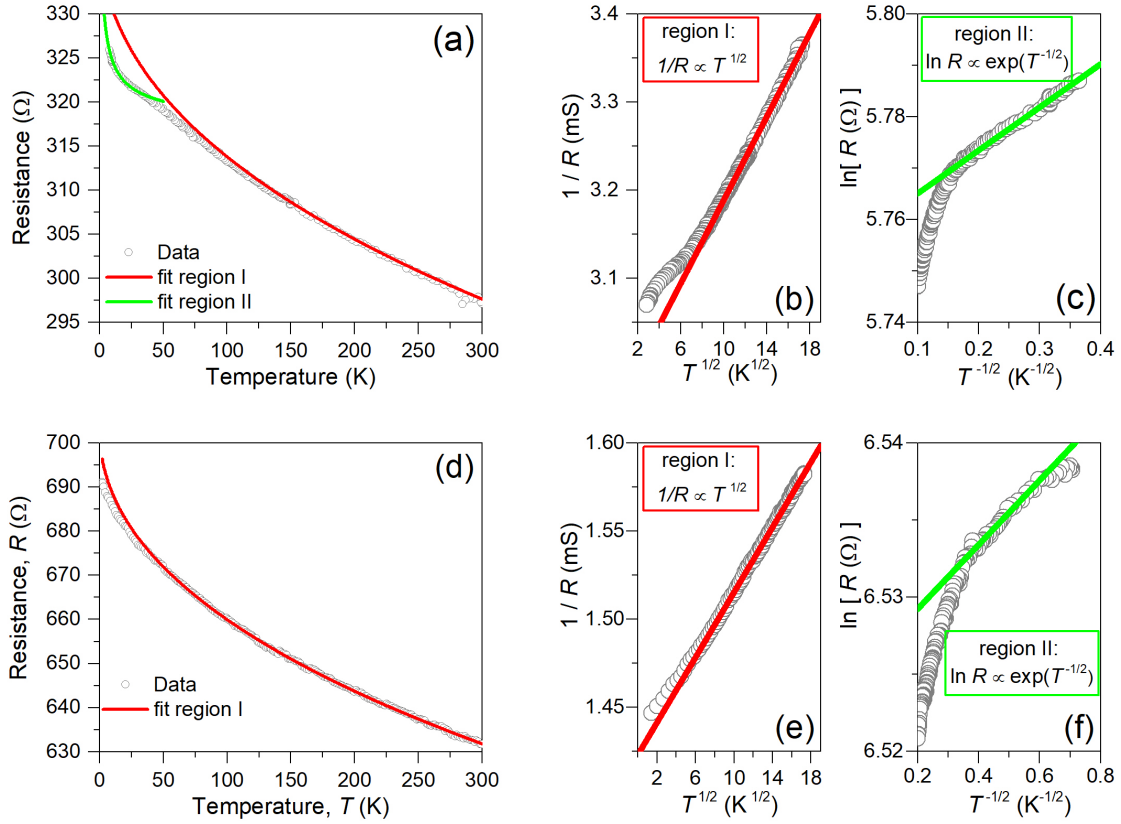 (a)
330
325
320
315
310
305
300
295
Resistance (Ω)
Data
fit region I
fit region II
0 50 100 150 200 250 300
Temperature (K)
(b)
region I:
1/R ∝ T 1/2
3.4
3.3
3.2
3.1
1 / R (mS)
2 6 10 14 18
T 1/2 (K1/2)
(c)
region II:
ln R ∝ exp(T-1/2)
5.80
5.78
5.76
5.74
ln[ R (Ω) ]
0.1 0.2 0.3 0.4
T -1/2 (K-1/2)
(d)
700
690
680
670
660
650
640
630
Resistance, R (Ω)
Data
fit region I
0 50 100 150 200 250 300
Temperature, T (K)
(e)
region I:
1/R ∝ T 1/2
1.60
1.55
1.50
1.45
1 / R (mS)
2 6 10 14 18
T 1/2 (K1/2)
(f)
6.54
6.53
6.52
ln [ R (Ω) ]
region II:
ln R ∝ exp(T-1/2)
0.2 0.4 0.6 0.8
T -1/2 (K-1/2)